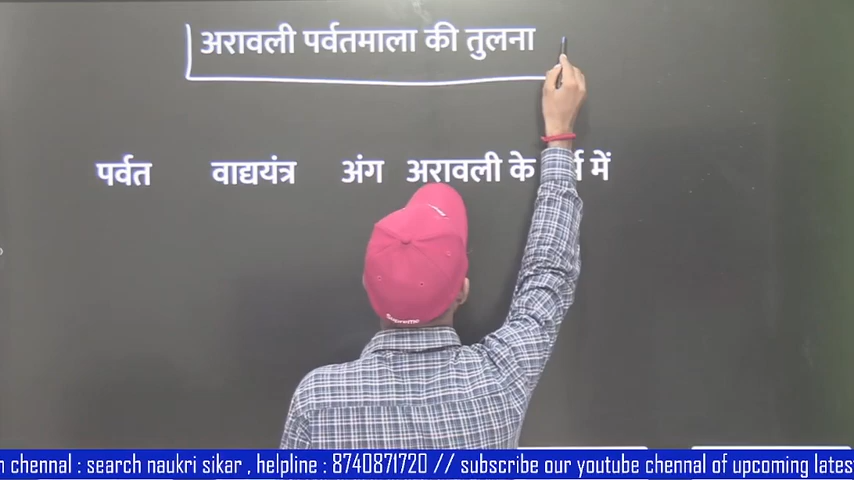 अरावली पर्वतमाला की तुलना
पर्वत वाद्ययंत्र अंग अरावली के में
Supreme
chennal : search naukri sikar , helpline : 8740871720 // subscribe our youtube chennal of upcoming